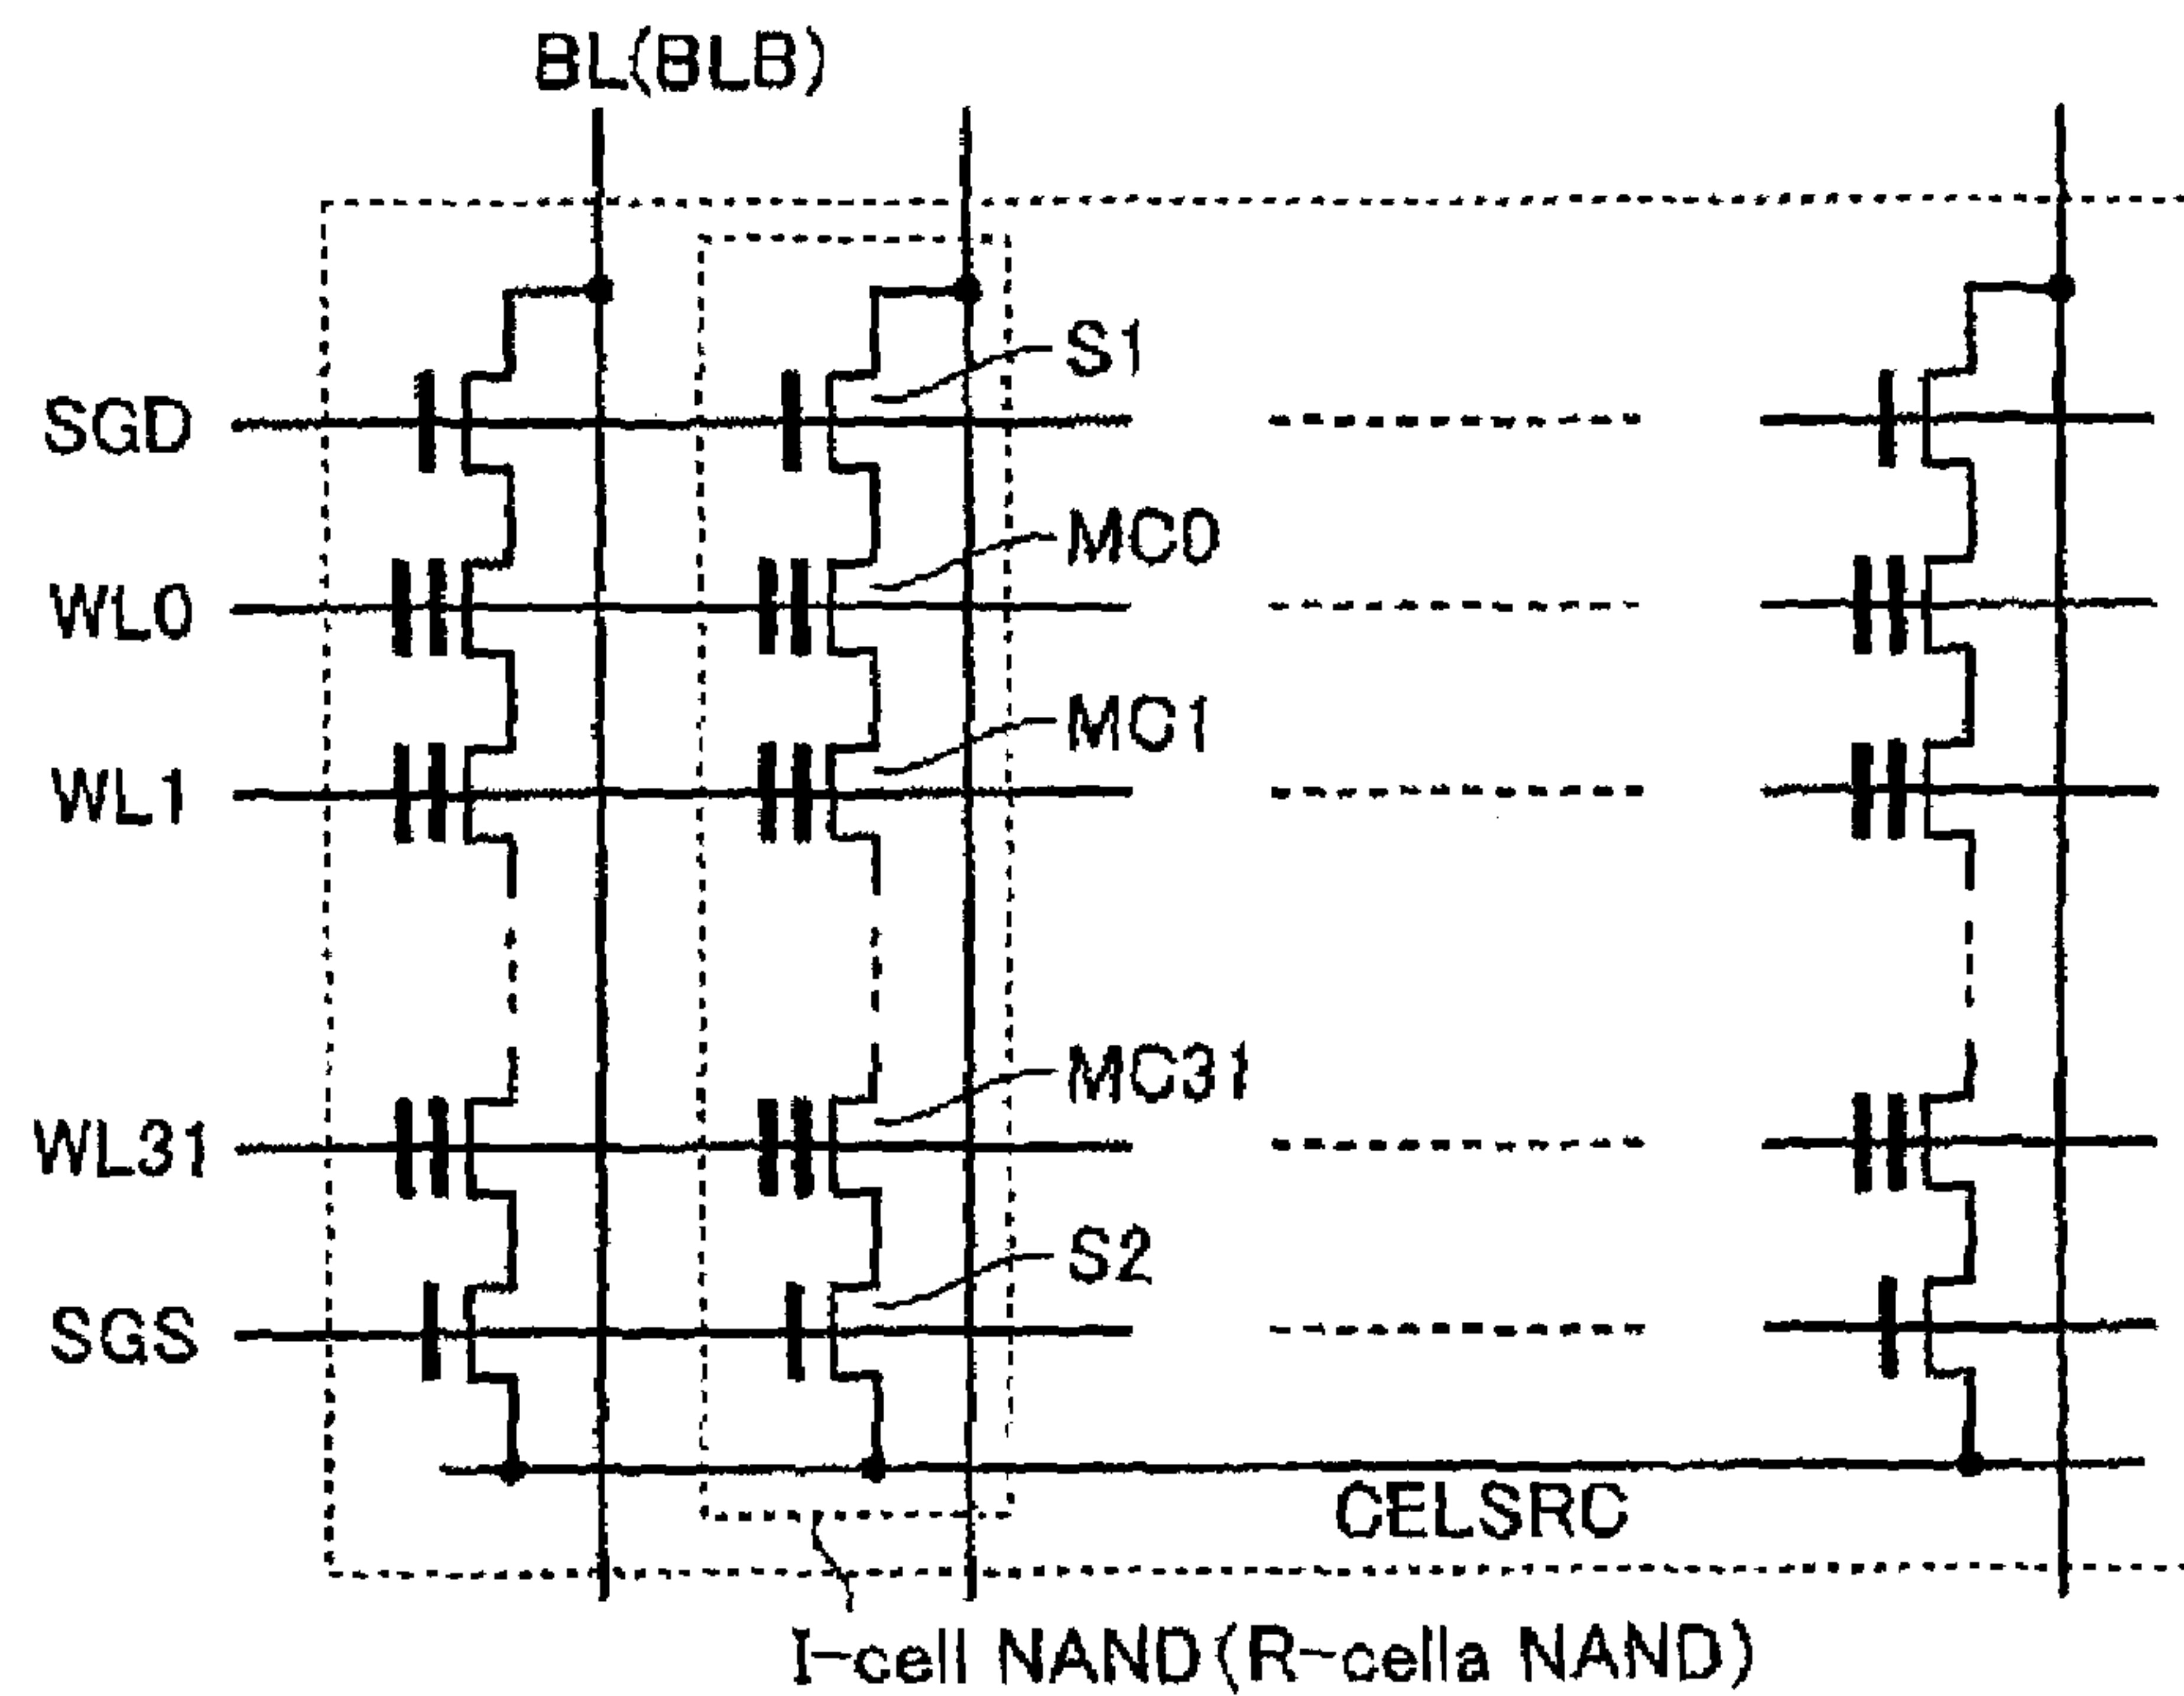 BL(BLB)
S1
SGD
MC0
WL0
MC1
WL1
MC31
WL31
S2
SGS
CELSRC
I-cell NAND(R-cella NAND)